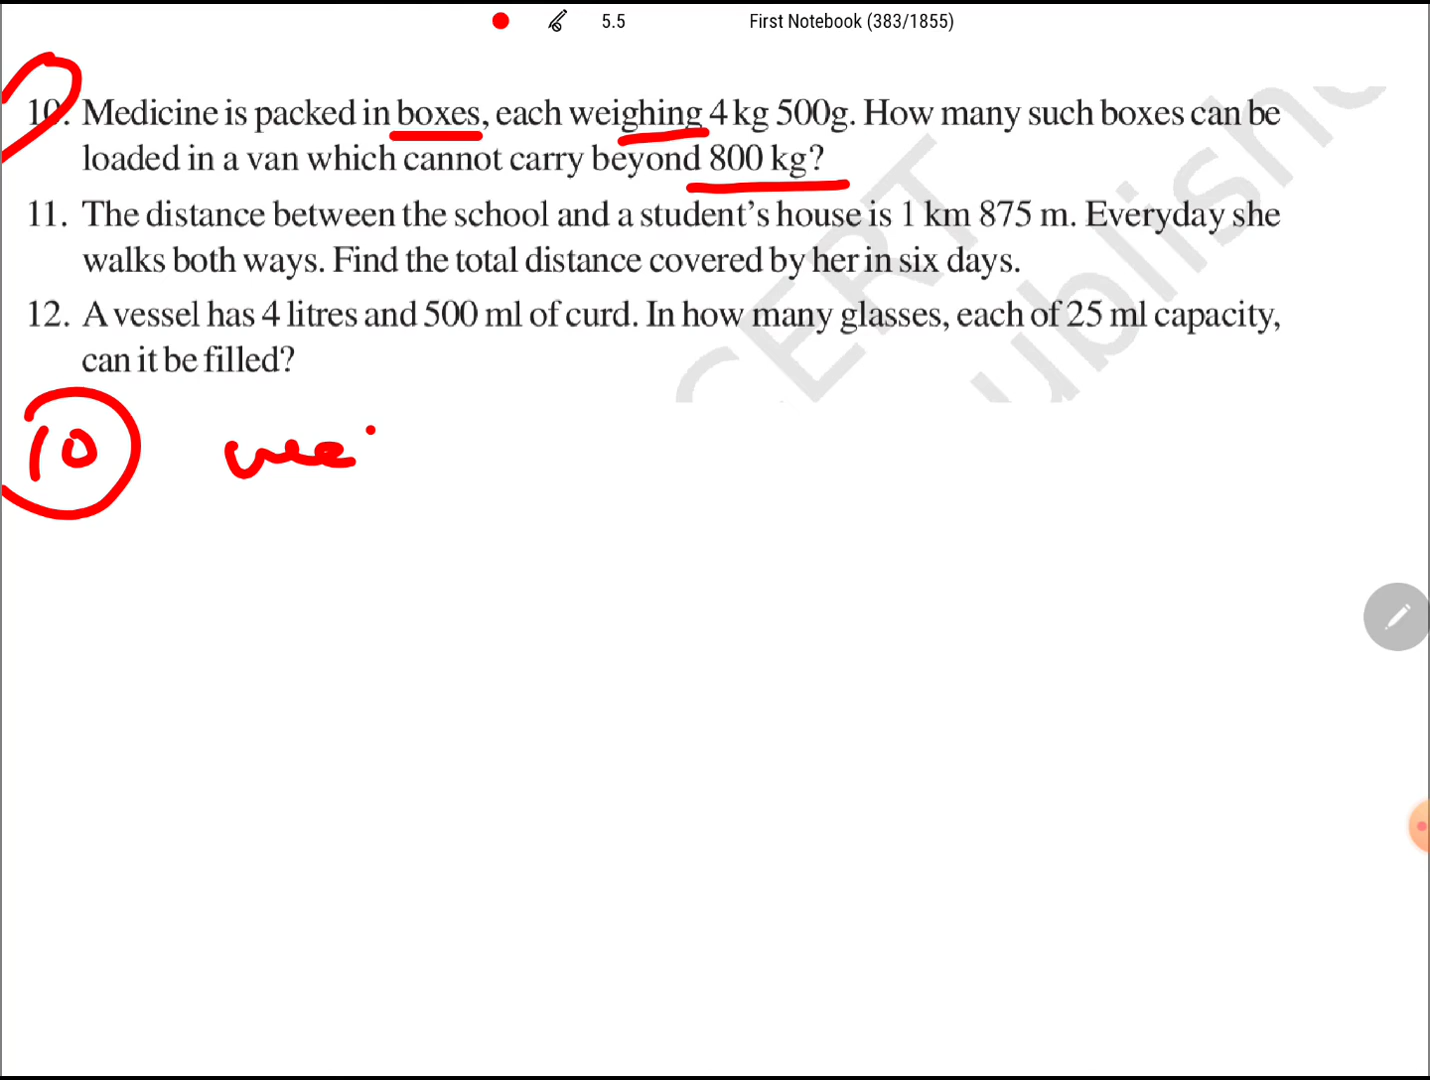 5.5 First Notebook (383/1855)
10. Medicine is packed in boxes, each weighing 4 kg 500g. How many such boxes can be
loaded in a van which cannot carry beyond 800 kg?
11. The distance between the school and a student’s house is 1 km 875 m. Everyday she
walks both ways. Find the total distance covered by her in six days.
12. A vessel has 4 litres and 500 ml of curd. In how many glasses, each of 25 ml capacity,
can it be filled?
10 wei